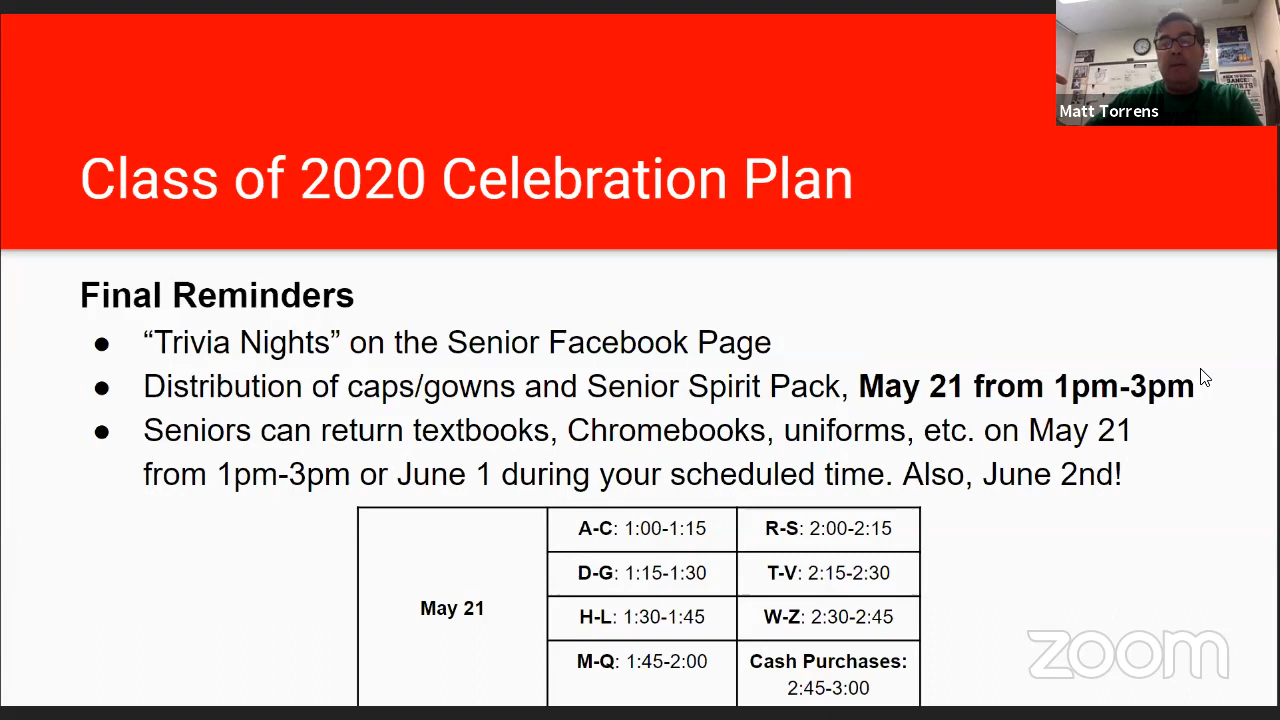 Matt Torrens
Class of 2020 Celebration Plan
Final Reminders
● “Trivia Nights” on the Senior Facebook Page
● Distribution of caps/gowns and Senior Spirit Pack, May 21 from 1pm-3pm
● Seniors can return textbooks, Chromebooks, uniforms, etc. on May 21
from 1pm-3pm or June 1 during your scheduled time. Also, June 2nd!
May 21
A-C: 1:00-1:15
R-S: 2:00-2:15
D-G: 1:15-1:30
T-V: 2:15-2:30
H-L: 1:30-1:45
W-Z: 2:30-2:45
M-Q: 1:45-2:00
Cash Purchases:
2:45-3:00
zoom